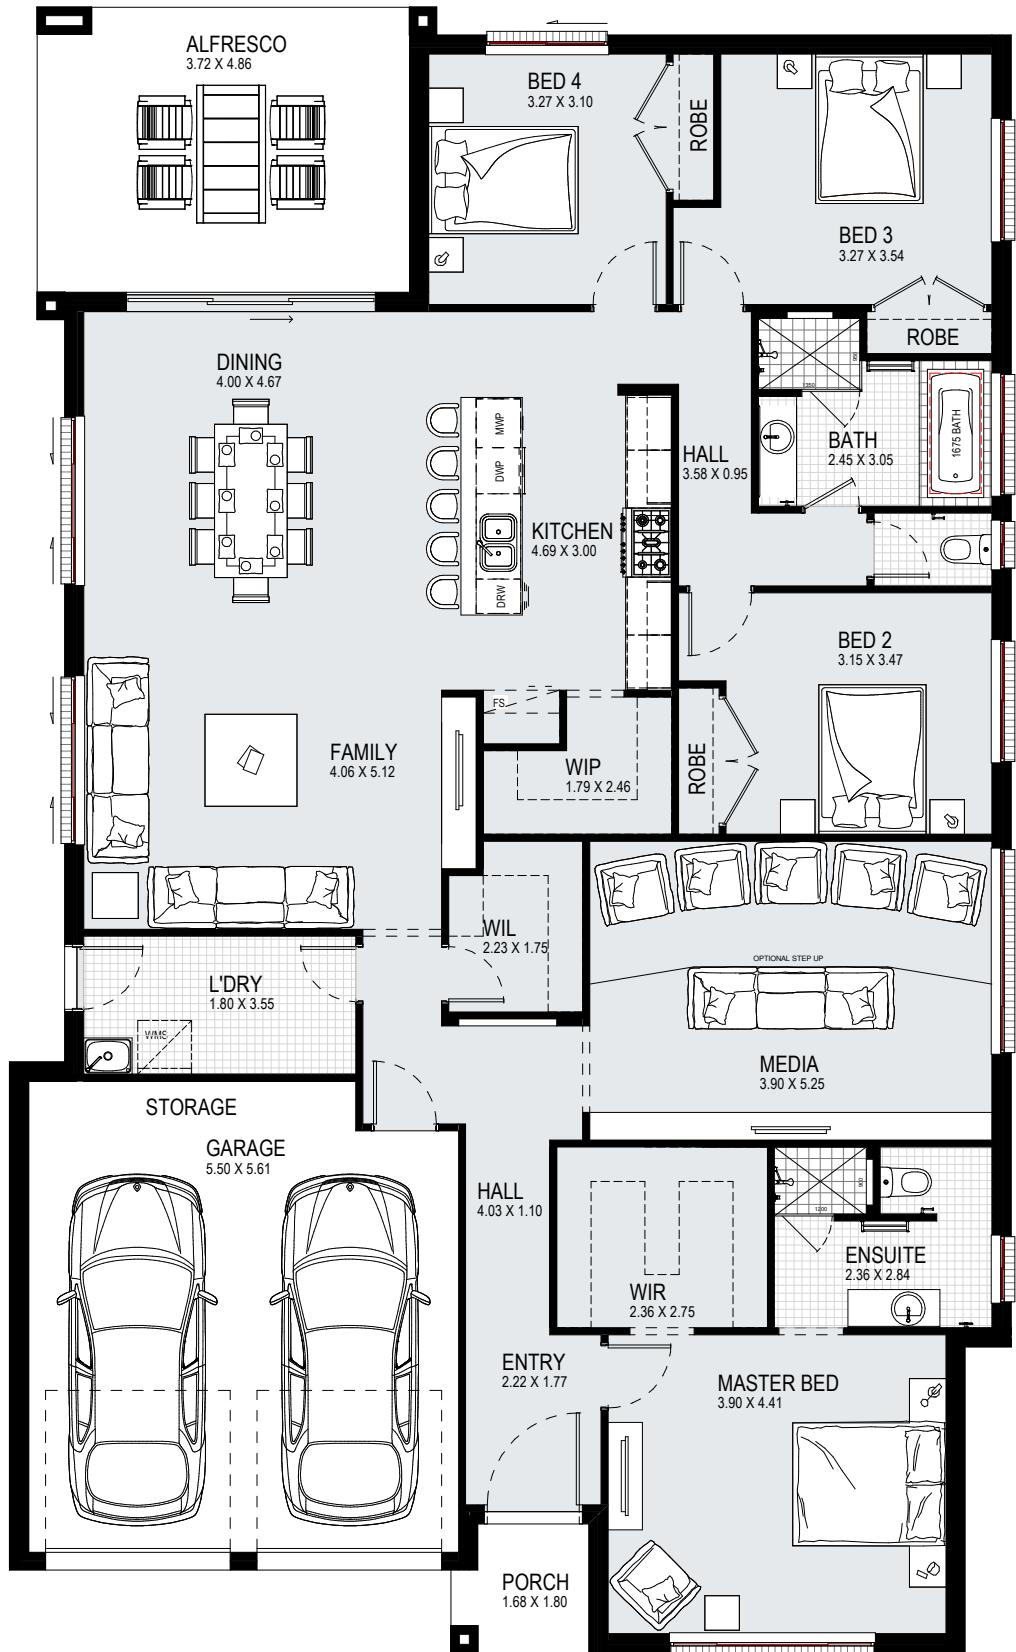 ALFRESCO
3.72 X 4.86
BED 4
3.27 X 3.10
ROBE
BED 3
3.27 X 3.54
ROBE
DINING
4.00 X 4.67
MWP
DWP
DRW
KITCHEN
4.69 X 3.00
HALL
3.58 X 0.95
1350
950
BATH
2.45 X 3.05
1675 BATH
BED 2
3.15 X 3.47
ROBE
FS
FAMILY
4.06 X 5.12
WIP
1.79 X 2.46
WIL
2.23 X 1.75
L'DRY
1.80 X 3.55
WMS
OPTIONAL STEP UP
MEDIA
3.90 X 5.25
STORAGE
GARAGE
5.50 X 5.61
HALL
4.03 X 1.10
1200
900
WIR
2.36 X 2.75
ENSUITE
2.36 X 2.84
ENTRY
2.22 X 1.77
MASTER BED
3.90 X 4.41
PORCH
1.68 X 1.80